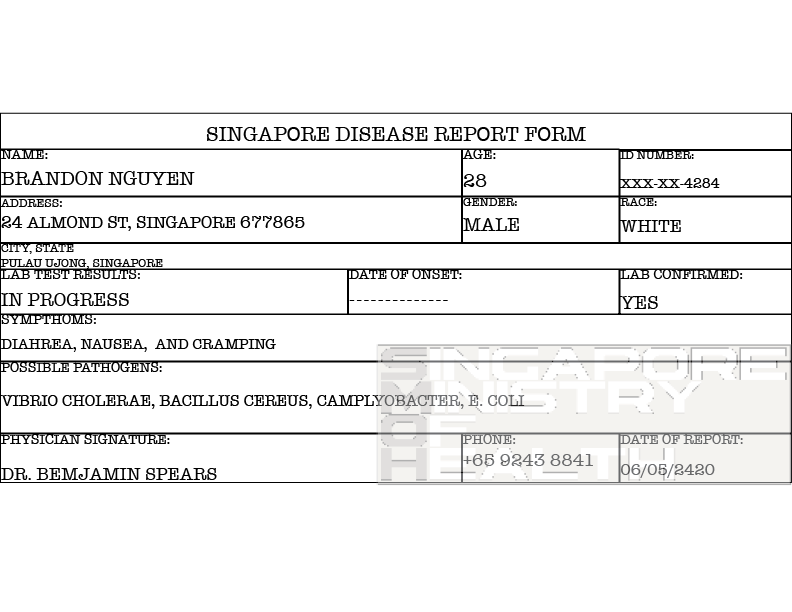 SINGAPORE DISEASE REPORT FORM
NAME:
BRANDON NGUYEN
AGE:
28
ID NUMBER:
XXX-XX-4284
ADDRESS:
24 ALMOND ST, SINGAPORE 677865
GENDER:
MALE
RACE:
WHITE
CITY, STATE
PULAU UJONG, SINGAPORE
LAB TEST RESULTS:
IN PROGRESS
DATE OF ONSET:
--------------
LAB CONFIRMED:
YES
SYMPTHOMS:
DIAHREA, NAUSEA, AND CRAMPING
POSSIBLE PATHOGENS:
VIBRIO CHOLERAE, BACILLUS CEREUS, CAMPLYOBACTER, E. COLI
SINGAPORE
MINISTRY
OF
HEALTH
PHYSICIAN SIGNATURE:
DR. BEMJAMIN SPEARS
PHONE:
+65 9243 8841
DATE OF REPORT:
06/05/2420